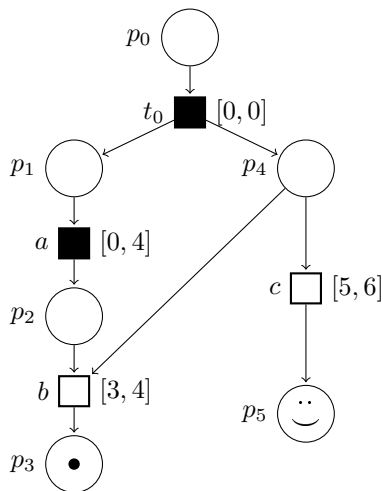 p₀
t₀ [0, 0]
p₁ p₄
a [0, 4]
c [5, 6]
p₂
b [3, 4]
p₅
p₃